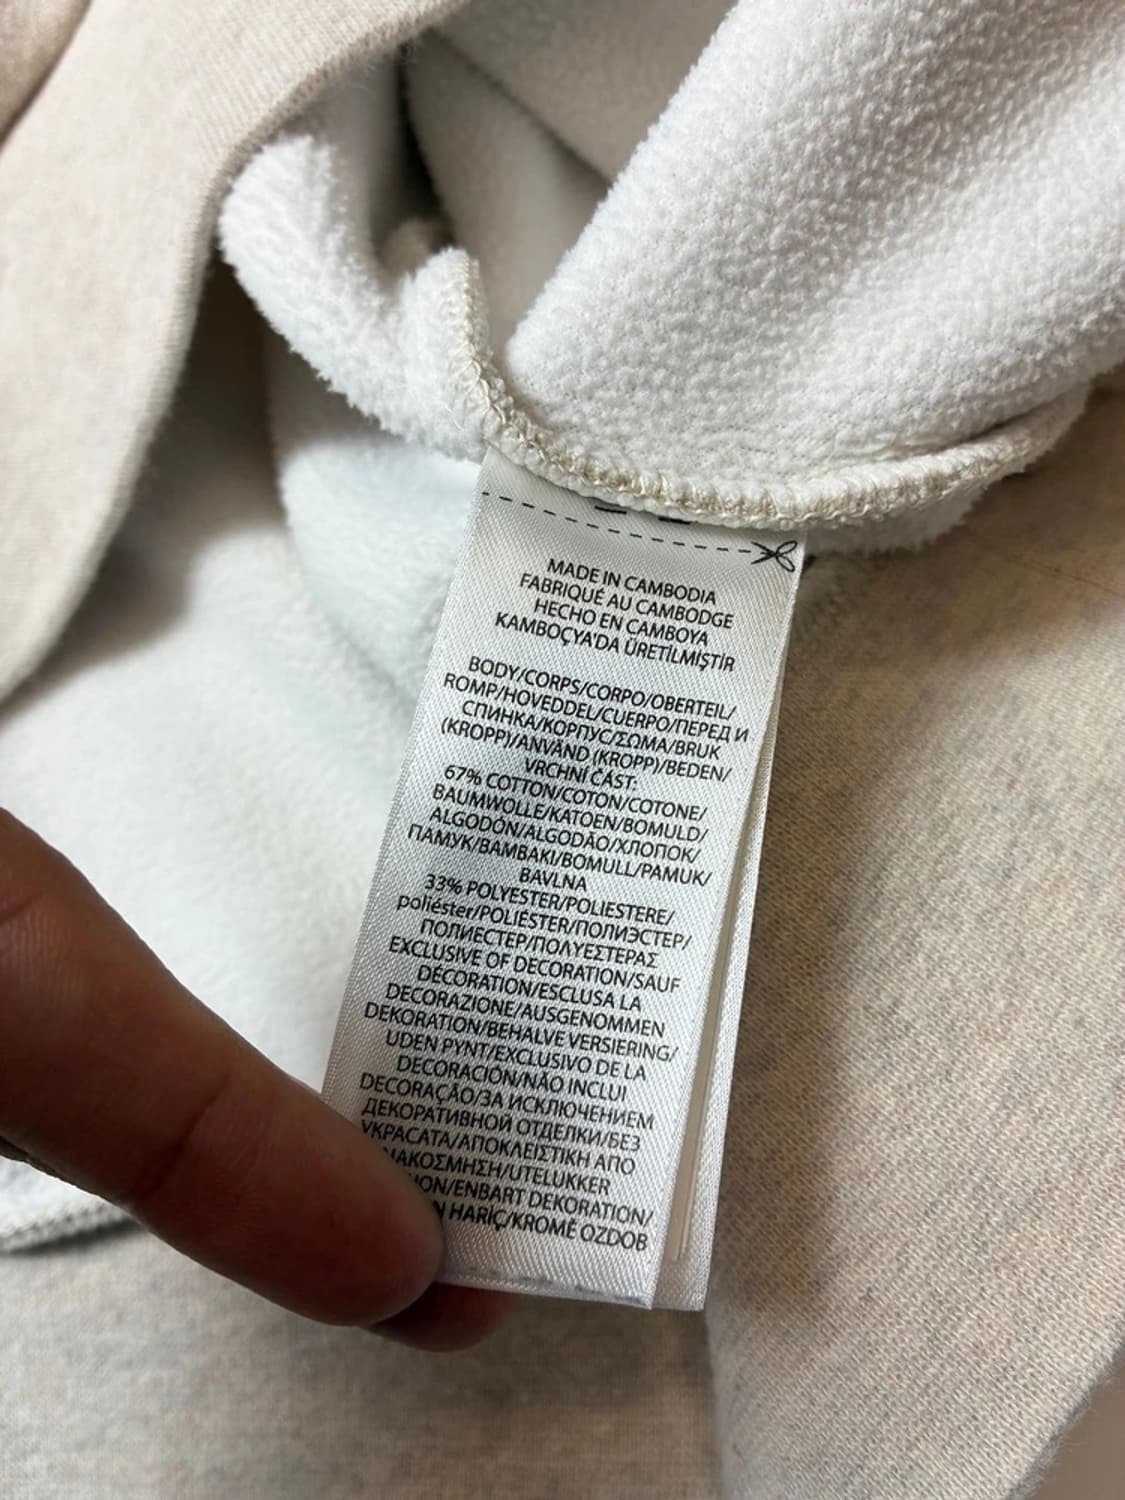 MADE IN CAMBODIA
FABRIQUÉ AU CAMBODGE
HECHO EN CAMBOYA
KAMBOÇYA'DA ÜRETİLMİŞTİR
BODY/CORPS/CORPO/OBERTEIL/
ROMP/HOVEDDEL/CUERPO/ПЕРЕД И
СПИНКА/КОРПУС/ΣΩΜΑ/BRUK
(KROPP)/ANVÄND (KROPP)/BEDEN/
VRCHNÍ ČÁST:
67% COTTON/COTON/COTONE/
BAUMWOLLE/KATOEN/BOMULD/
ALGODÓN/ALGODÃO/ХЛОПОК/
ПАМУК/ΒΑΜΒΑΚΙ/BOMULL/PAMUK/
BAVLNA
33% POLYESTER/POLIESTERE/
poliéster/POLIÉSTER/ПОЛИЭСТЕР/
ПОЛИЕСТЕР/ΠΟΛΥΕΣΤΕΡΑΣ
EXCLUSIVE OF DECORATION/SAUF
DÉCORATION/ESCLUSA LA
DECORAZIONE/AUSGENOMMEN
DEKORATION/BEHALVE VERSIERING/
UDEN PYNT/EXCLUSIVO DE LA
DECORACIÓN/NÃO INCLUI
DECORAÇÃO/ЗА ИСКЛЮЧЕНИЕМ
ДЕКОРАТИВНОЙ ОТДЕЛКИ/БЕЗ
УКРАСАТА/ΑΠΟΚΛΕΙΣΤΙΚΗ ΑΠΟ
/UTELUKKER
/ENBART DEKORATION/
HARİÇ/KROMĚ OZDOB